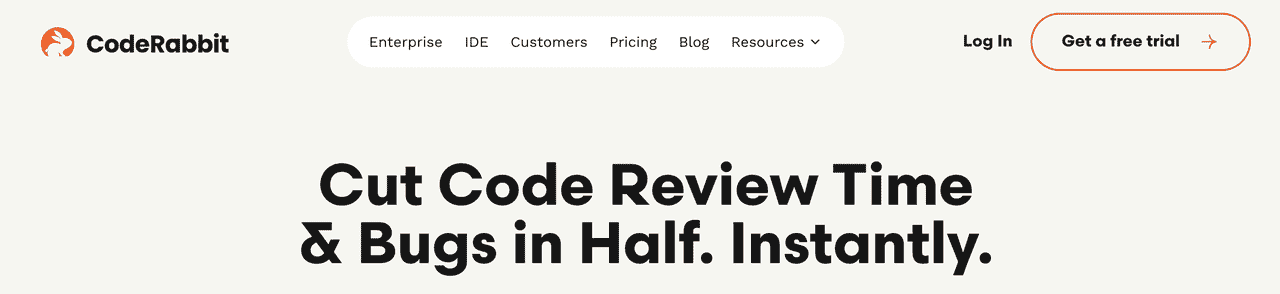 CodeRabbit
Enterprise IDE Customers Pricing Blog Resources
Log In
Get a free trial
Cut Code Review Time
& Bugs in Half. Instantly.